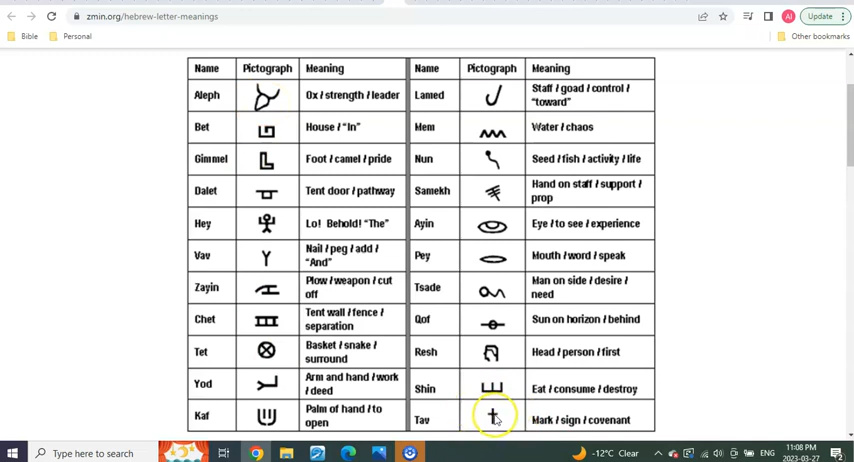 zmin.org/hebrew-letter-meanings
AI
Update
Bible
Personal
Other bookmarks
Name Pictograph Meaning Name Pictograph Meaning
Aleph Ox / strength / leader Lamed Staff / goad / control /
"toward"
Bet House / "In" Mem Water / chaos
Gimmel Foot / camel / pride Nun Seed / fish / activity / life
Dalet Tent door / pathway Samekh Hand on staff / support /
prop
Hey Lo! Behold! "The" Ayin Eye / to see / experience
Vav Nail / peg / add /
"And" Pey Mouth / word / speak
Zayin Plow / weapon / cut
off Tsade Man on side / desire /
need
Chet Tent wall / fence /
separation Qof Sun on horizon / behind
Tet Basket / snake /
surround Resh Head / person / first
Yod Arm and hand / work
/ deed Shin Eat / consume / destroy
Kaf Palm of hand / to
open Tav Mark / sign / covenant
Type here to search
-12°C Clear
ENG
11:08 PM
2023-03-27
2